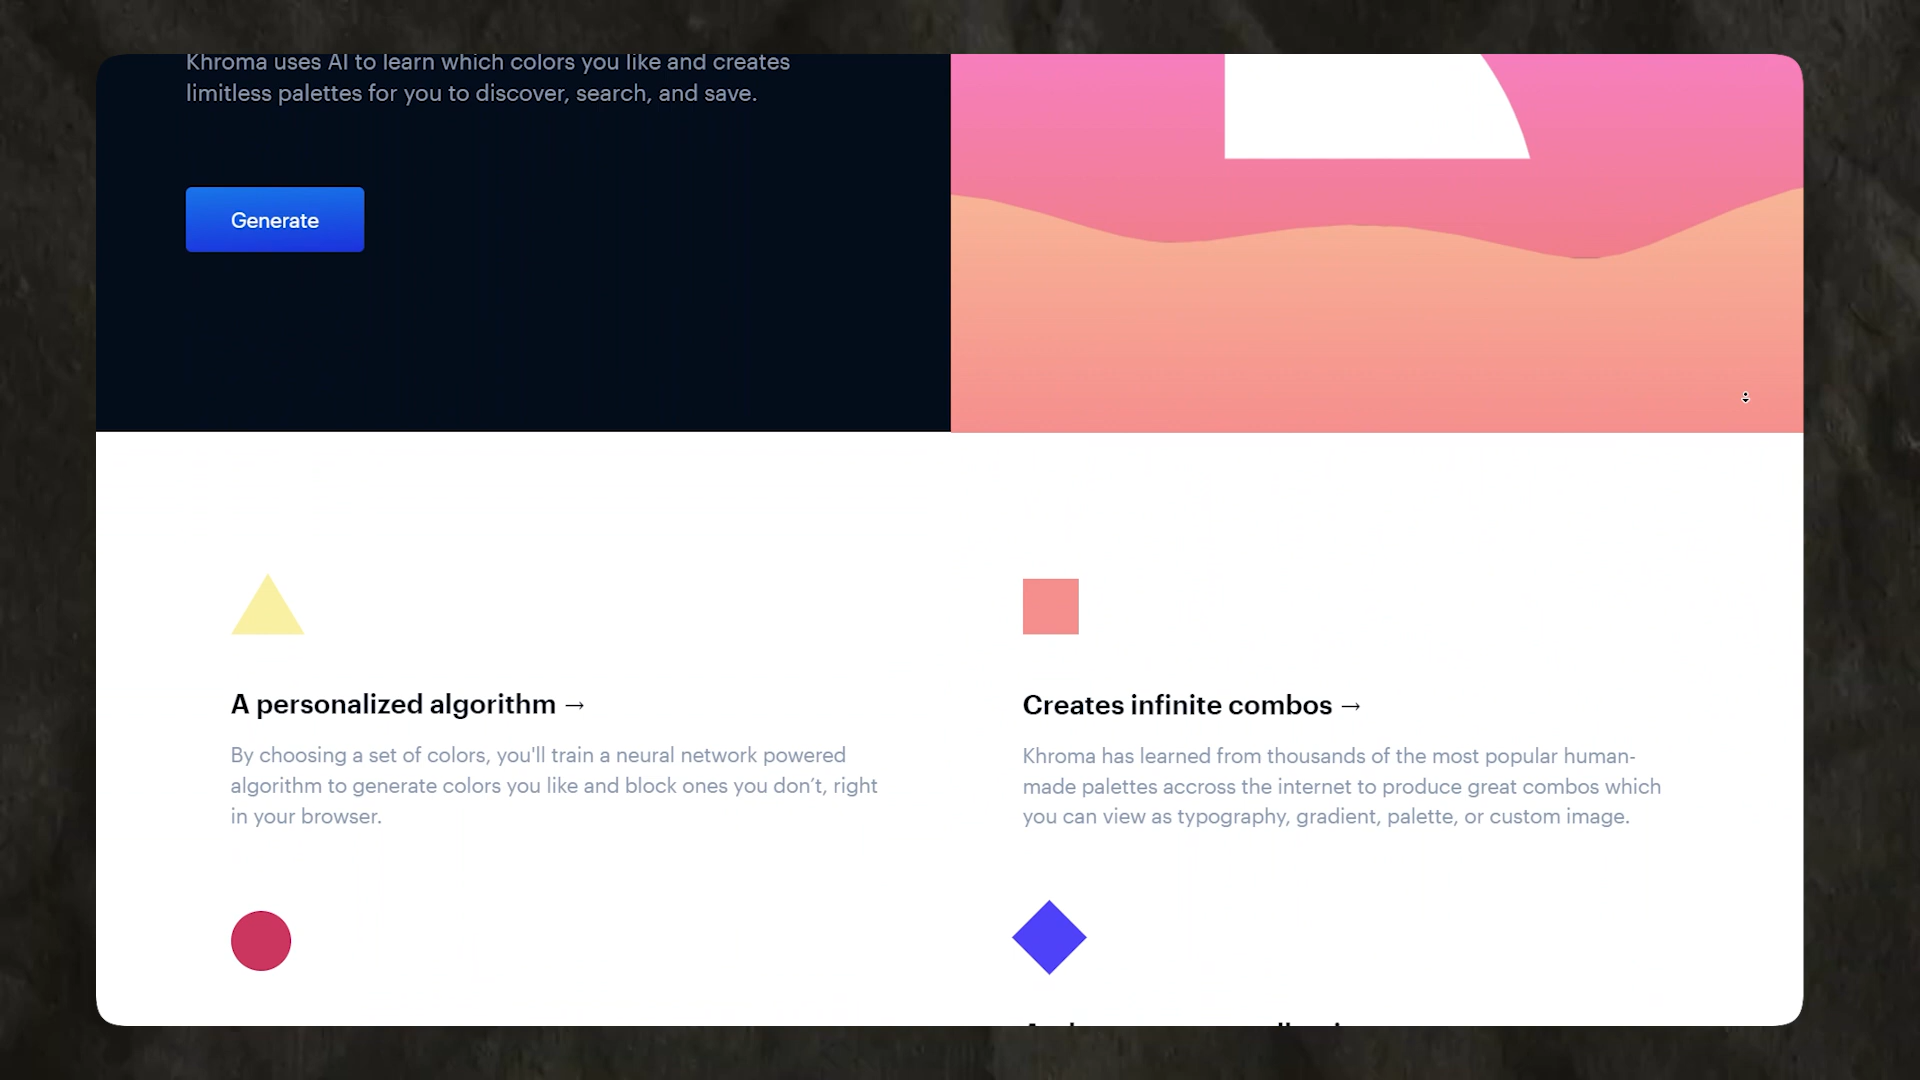 Khroma uses AI to learn which colors you like and creates
limitless palettes for you to discover, search, and save.
Generate
A personalized algorithm →
By choosing a set of colors, you'll train a neural network powered
algorithm to generate colors you like and block ones you don’t, right
in your browser.
Creates infinite combos →
Khroma has learned from thousands of the most popular human-
made palettes accross the internet to produce great combos which
you can view as typography, gradient, palette, or custom image.